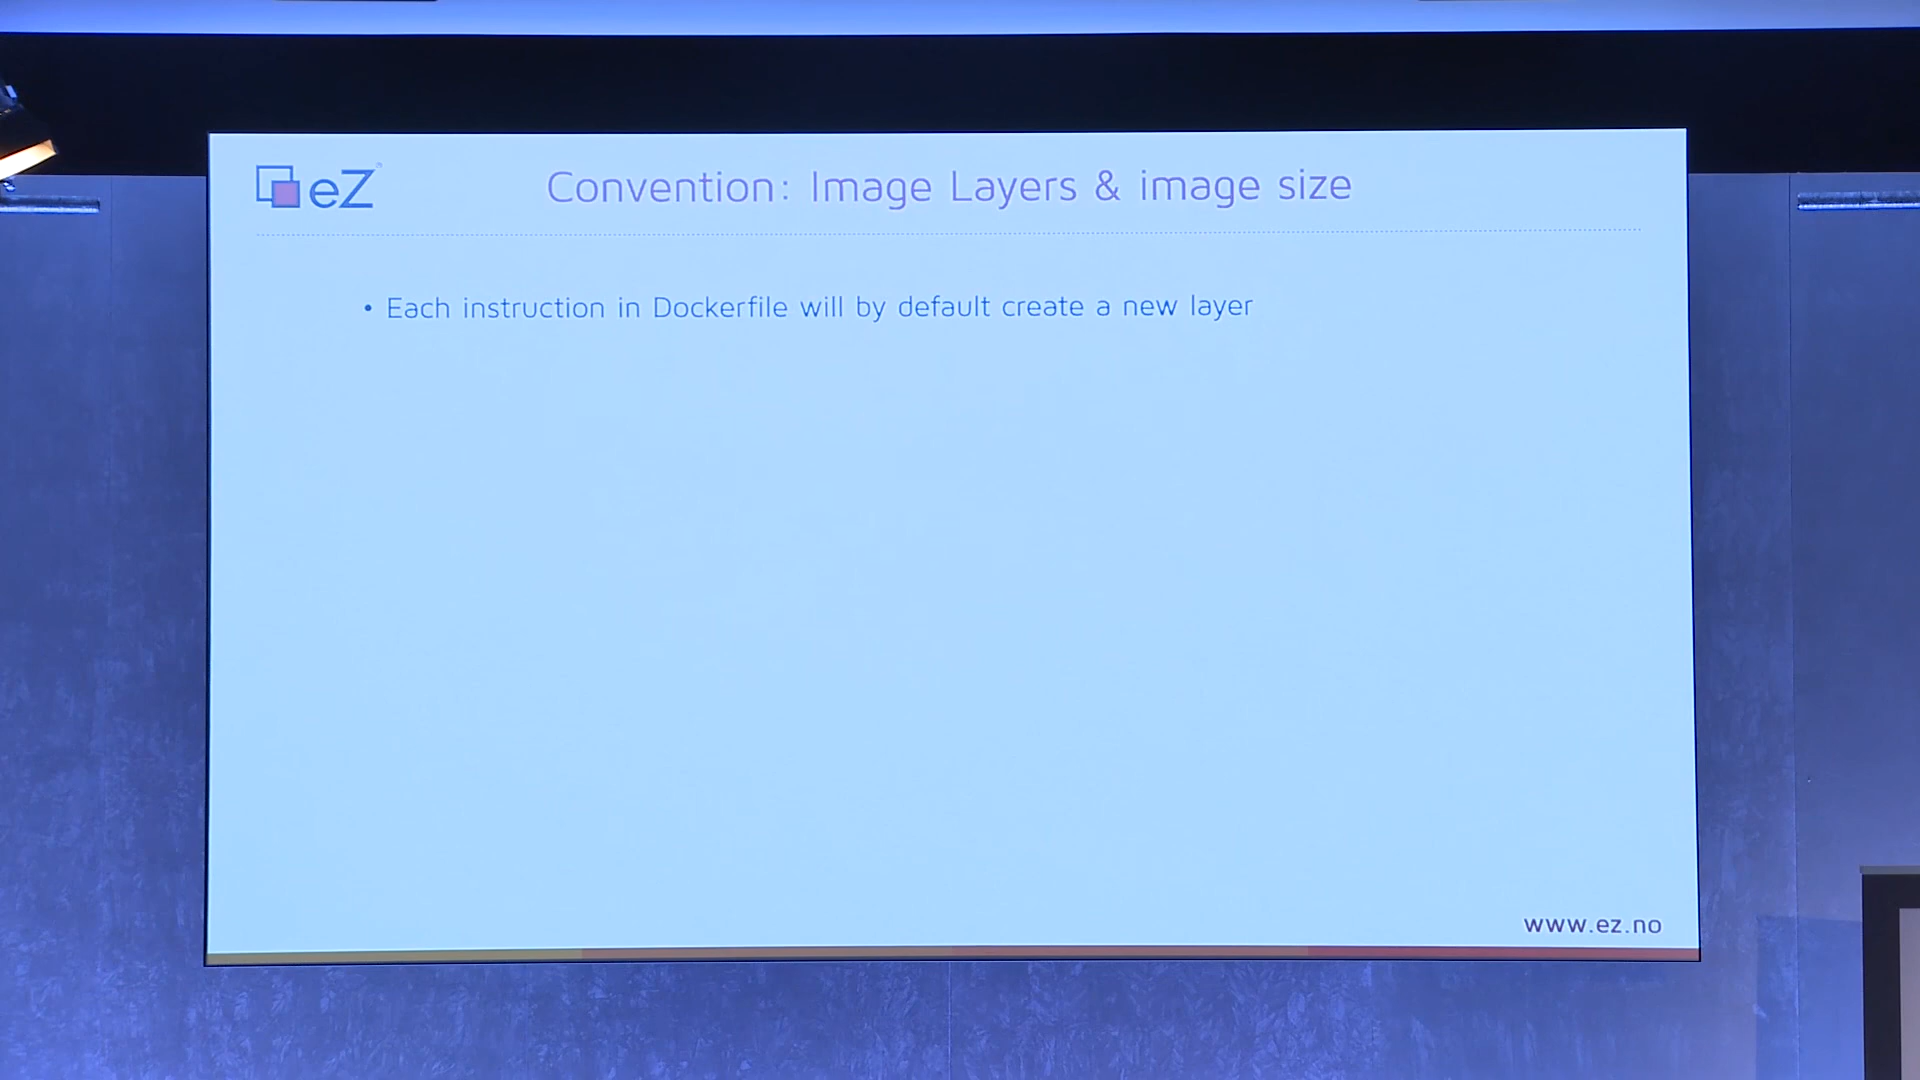 eZ
Convention: Image Layers & image size
• Each instruction in Dockerfile will by default create a new layer
www.ez.no